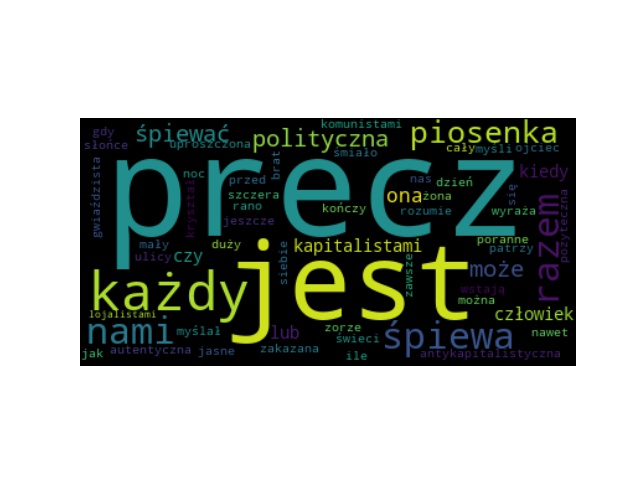 gdy
komunistami
śpiewać
piosenka
słońce
uproszczona
polityczna
cały
myśli
ojciec
śmiało
precz
gwiaździsta
noc
kryształ
przed
brat
nas
dzień
się
kiedy
szczera
ona
żona
rano
kończy
rozumie
wyraża
pożyteczna
jeszcze
razem
mały
duży
kapitalistami
poranne
ulicy
czy
siebie
jest
patrzy
zawsze
może
każdy
wstają
można
lojalistami
człowiek
nami
myślał
lub
zorze
śpiewa
nawet
świeci
jak
autentyczna
jasne
zakazana
ile
antykapitalistyczna